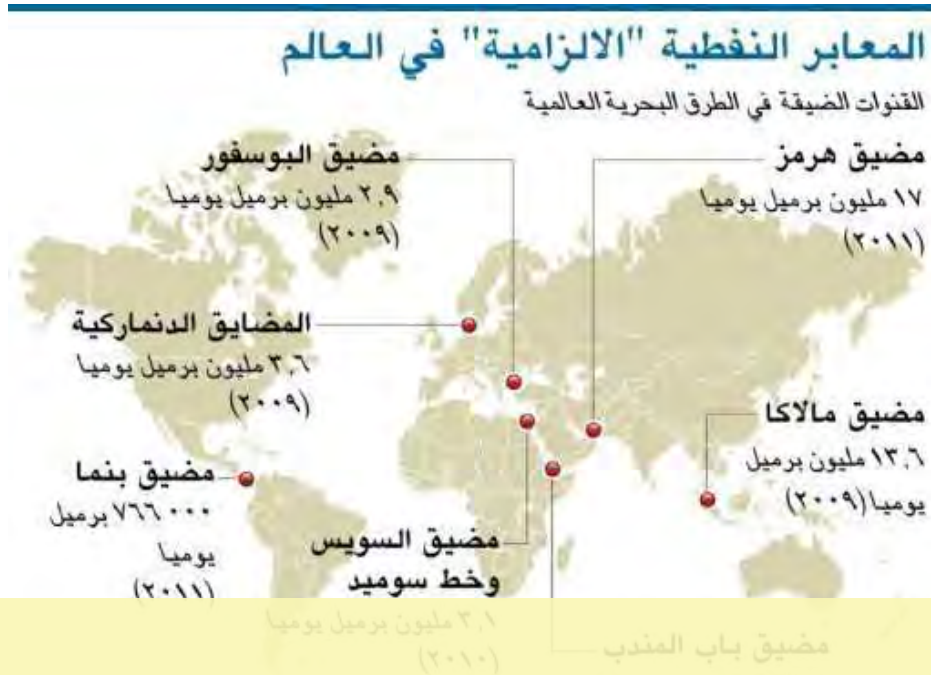 المعابر النفطية "الالزامية" في العالم
القنوات الضيقة في الطرق البحرية العالمية
مضيق هرمز
١٧ مليون برميل يوميا
(٢٠١١)
مضيق البوسفور
٢,٩ مليون برميل يوميا
(٢٠٠٩)
المضايق الدنماركية
٣,٦ مليون برميل يوميا
(٢٠٠٩)
مضيق مالاكا
١٣,٦ مليون برميل
يوميا (٢٠٠٩)
مضيق بنما
٧٦٦ ٠٠٠ برميل
يوميا
(٢٠١١)
مضيق السويس
وخط سوميد
٣,١ مليون برميل يوميا
(٢٠١٠)
مضيق باب المندب